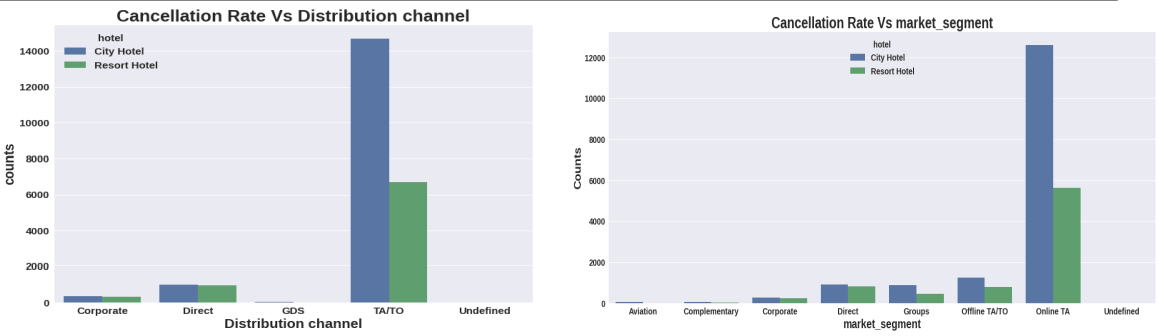 Cancellation Rate Vs Distribution channel
hotel
City Hotel
Resort Hotel
14000
12000
10000
8000
6000
4000
2000
0
counts
Corporate Direct GDS TA/TO Undefined
Distribution channel
Cancellation Rate Vs market_segment
hotel
City Hotel
Resort Hotel
12000
10000
8000
6000
4000
2000
0
Counts
Aviation Complementary Corporate Direct Groups Offline TA/TO Online TA Undefined
market_segment